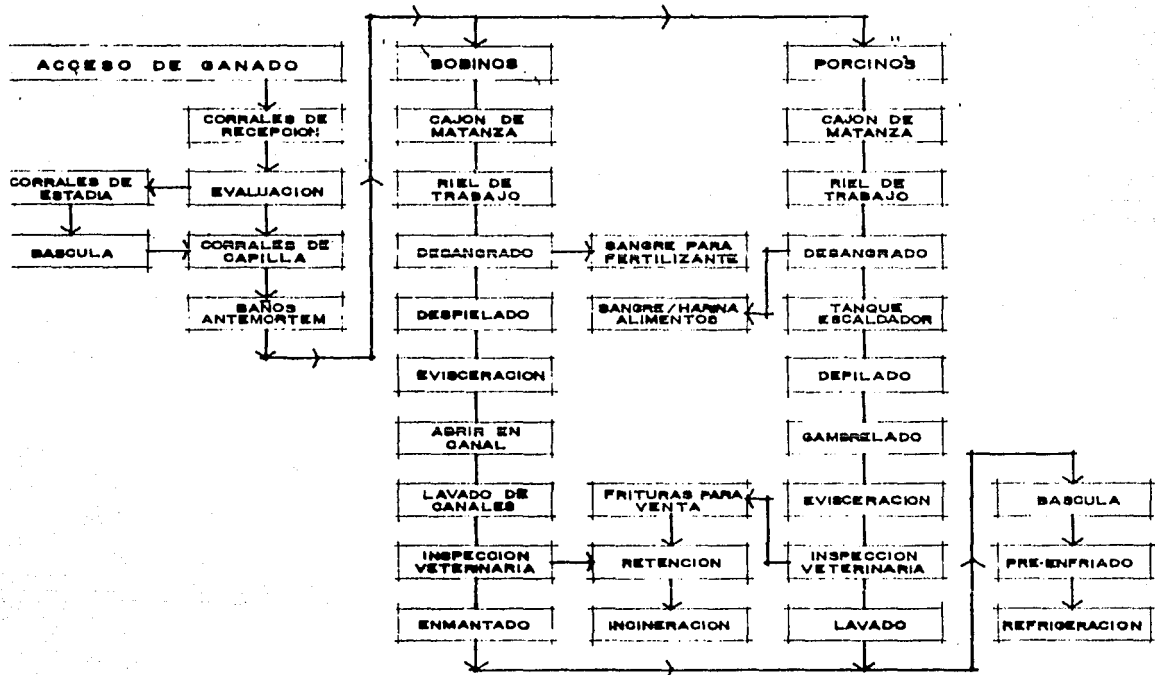 ACCESO DE GANADO
CORRALES DE
RECEPCION
CORRALES DE
ESTADIA
EVALUACION
BASCULA
CORRALES DE
CAPILLA
BAÑOS
ANTEMORTEM
BOBINOS
CAJON DE
MATANZA
RIEL DE
TRABAJO
DESANGRADO
DESPIELADO
EVISCERACION
ABRIR EN
CANAL
LAVADO DE
CANALES
INSPECCION
VETERINARIA
ENMANTADO
SANGRE PARA
FERTILIZANTE
SANGRE/HARINA
ALIMENTOS
FRITURAS PARA
VENTA
RETENCION
INCINERACION
PORCINOS
CAJON DE
MATANZA
RIEL DE
TRABAJO
DESANGRADO
TANQUE
ESCALDADOR
DEPILADO
GAMBRELADO
EVISCERACION
INSPECCION
VETERINARIA
LAVADO
BASCULA
PRE-ENFRIADO
REFRIGERACION